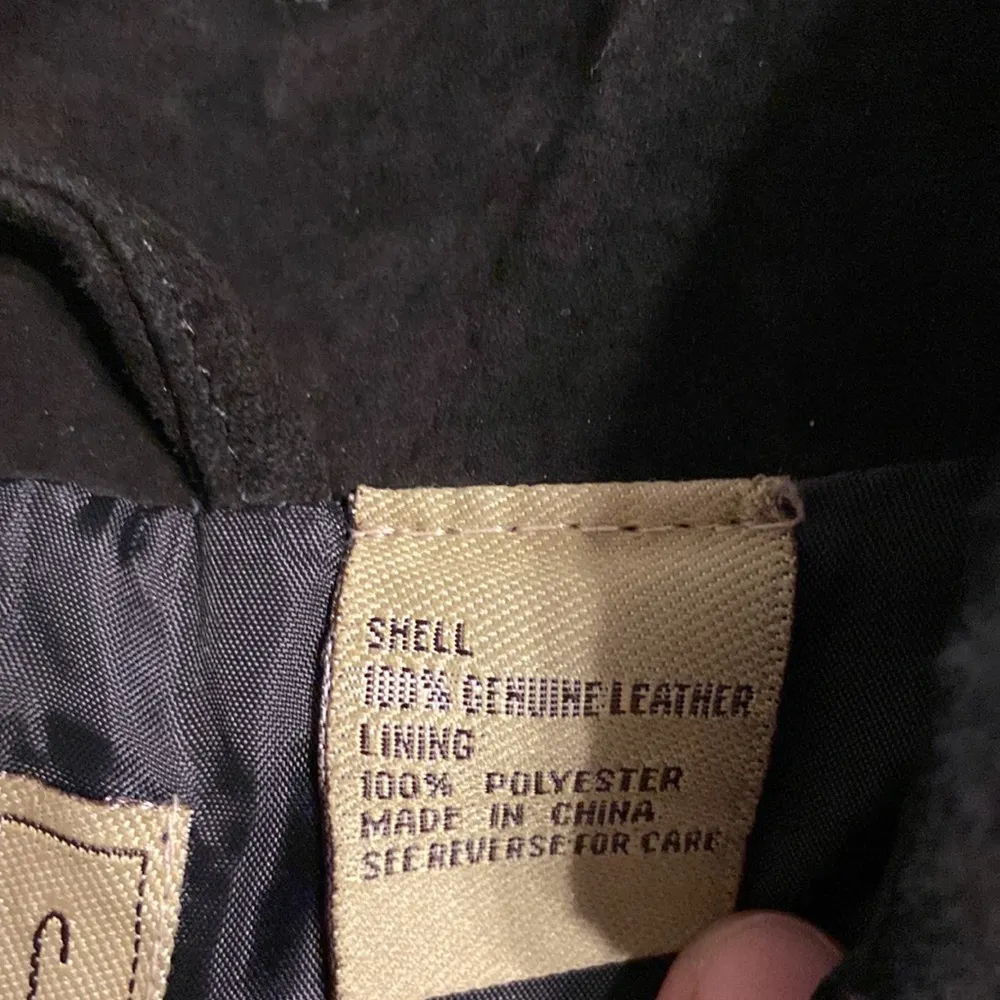 SHELL
100% GENUINE LEATHER
LINING
100% POLYESTER
MADE IN CHINA
SEE REVERSE FOR CARE